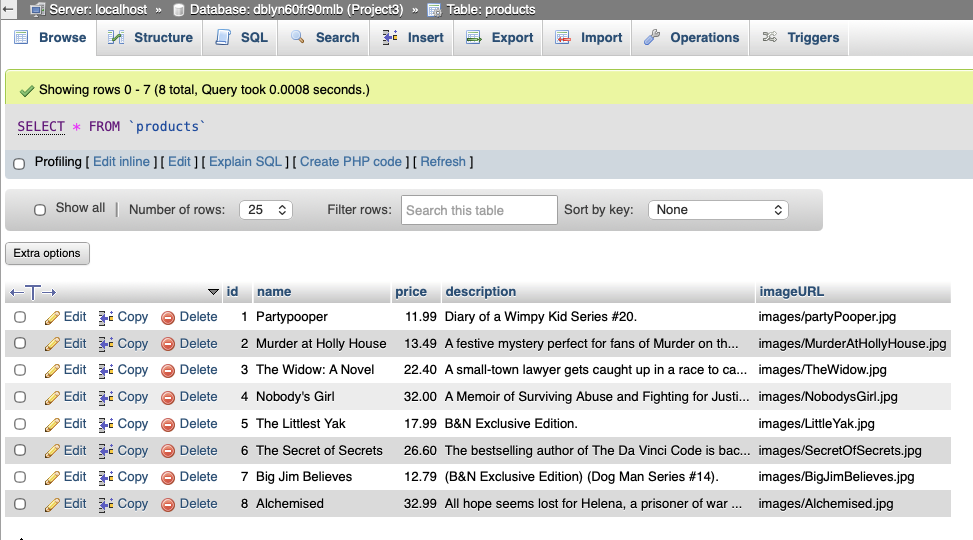 Server: localhost » Database: dblyn60fr90mlb (Project3) » Table: products
Browse Structure SQL Search Insert Export Import Operations Triggers
Showing rows 0 - 7 (8 total, Query took 0.0008 seconds.)
SELECT * FROM `products`
Profiling [ Edit inline ] [ Edit ] [ Explain SQL ] [ Create PHP code ] [ Refresh ]
Show all | Number of rows: 25 Filter rows: Search this table Sort by key: None
Extra options
←T→ id name price description imageURL
Edit Copy Delete 1 Partypooper 11.99 Diary of a Wimpy Kid Series #20. images/partyPooper.jpg
Edit Copy Delete 2 Murder at Holly House 13.49 A festive mystery perfect for fans of Murder on th... images/MurderAtHollyHouse.jpg
Edit Copy Delete 3 The Widow: A Novel 22.40 A small-town lawyer gets caught up in a race to ca... images/TheWidow.jpg
Edit Copy Delete 4 Nobody's Girl 32.00 A Memoir of Surviving Abuse and Fighting for Justi... images/NobodysGirl.jpg
Edit Copy Delete 5 The Littlest Yak 17.99 B&N Exclusive Edition. images/LittleYak.jpg
Edit Copy Delete 6 The Secret of Secrets 26.60 The bestselling author of The Da Vinci Code is bac... images/SecretOfSecrets.jpg
Edit Copy Delete 7 Big Jim Believes 12.79 (B&N Exclusive Edition) (Dog Man Series #14). images/BigJimBelieves.jpg
Edit Copy Delete 8 Alchemised 32.99 All hope seems lost for Helena, a prisoner of war ... images/Alchemised.jpg